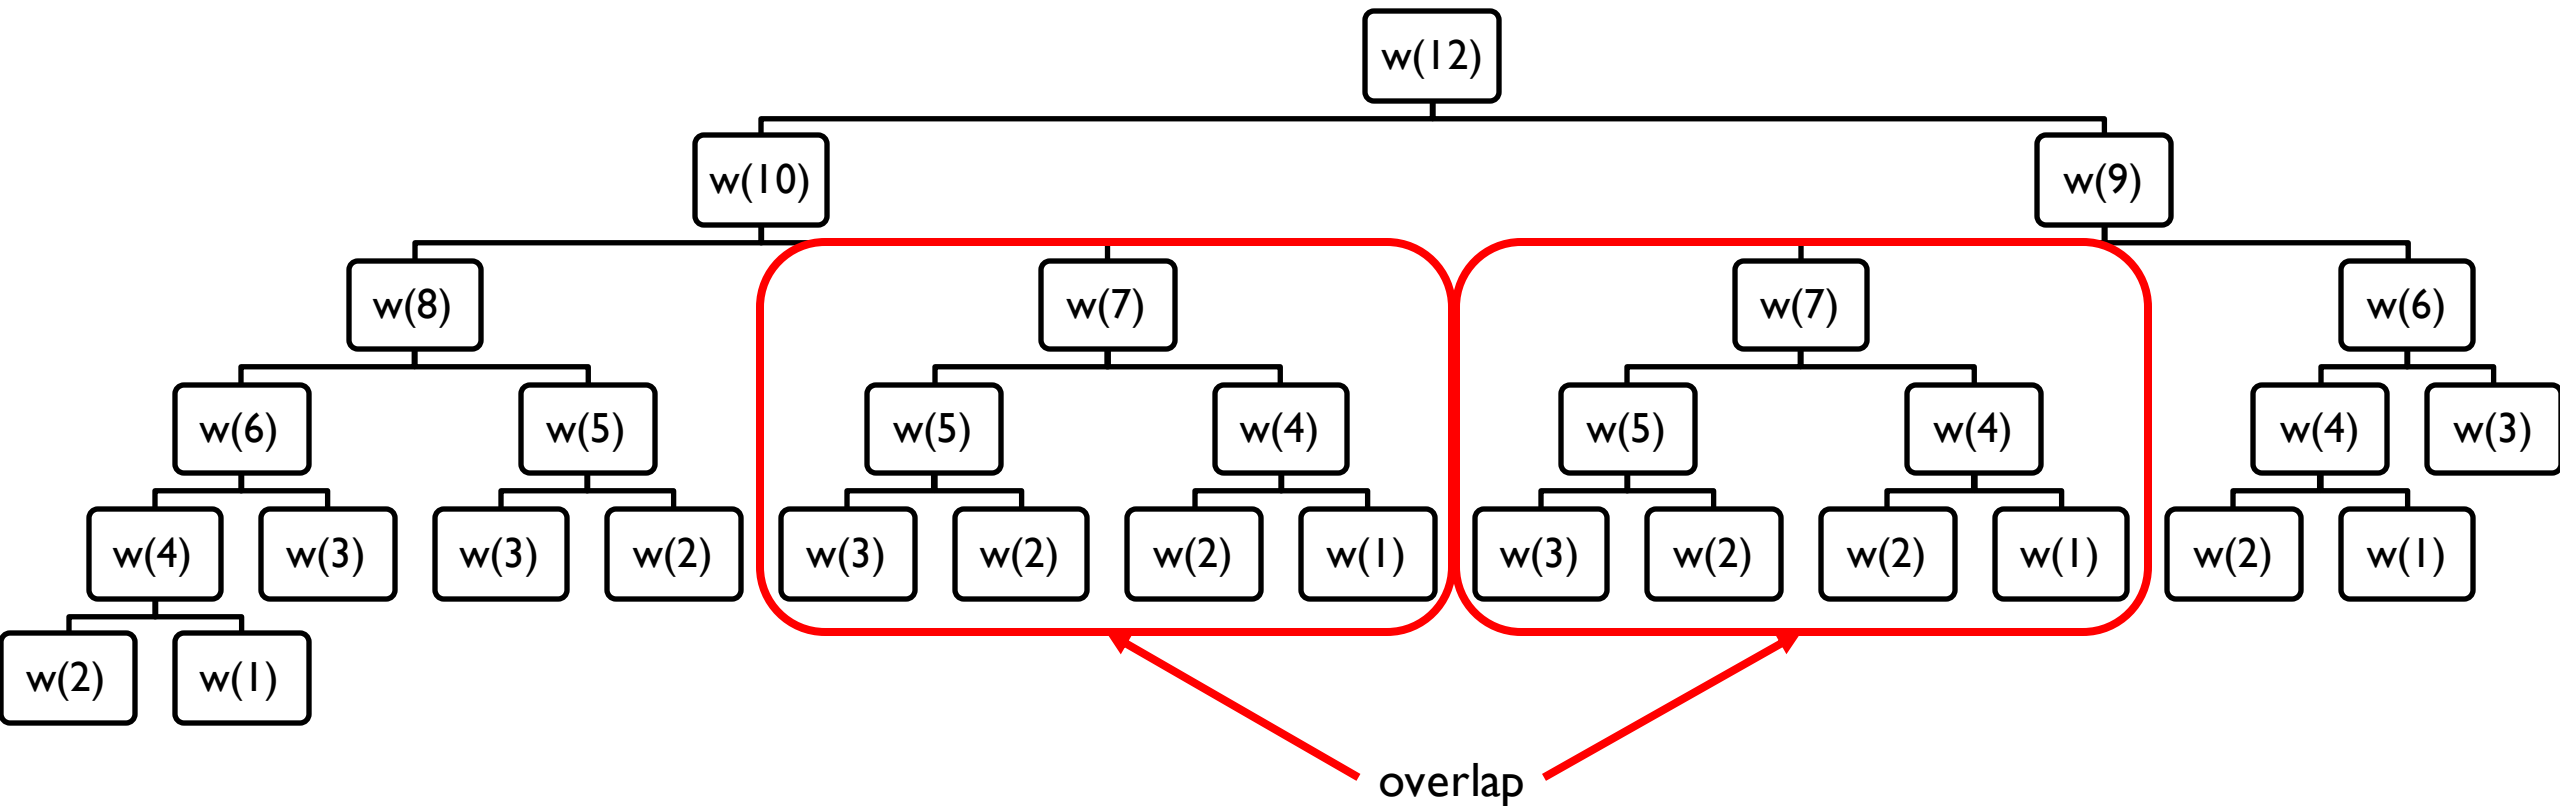 w(12)
w(10) w(9)
w(8) w(7) w(7) w(6)
w(6) w(5) w(5) w(4) w(5) w(4) w(4) w(3)
w(4) w(3) w(3) w(2) w(3) w(2) w(2) w(1) w(3) w(2) w(2) w(1) w(2) w(1)
w(2) w(1)
overlap